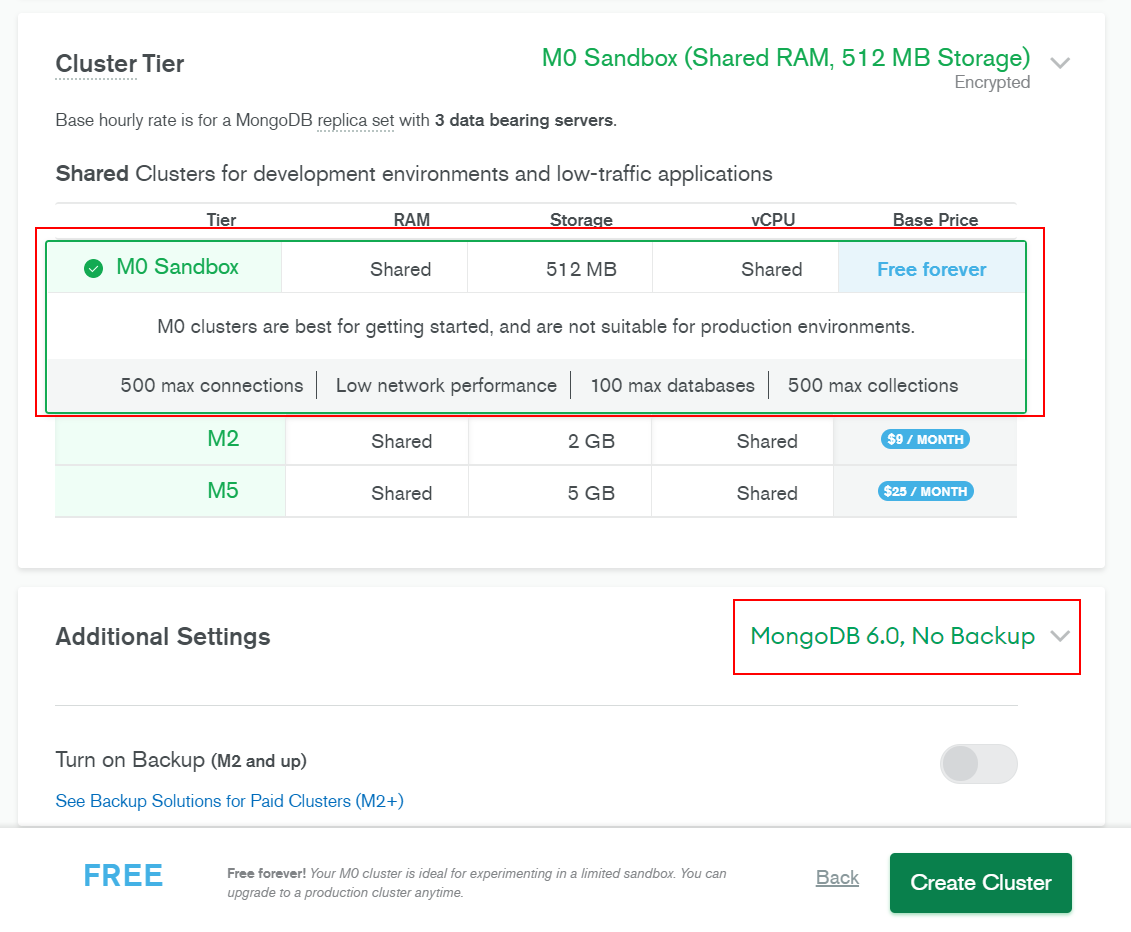 Cluster Tier
M0 Sandbox (Shared RAM, 512 MB Storage)
Encrypted
Base hourly rate is for a MongoDB replica set with 3 data bearing servers.
Shared Clusters for development environments and low-traffic applications
Tier RAM Storage vCPU Base Price
M0 Sandbox Shared 512 MB Shared Free forever
M0 clusters are best for getting started, and are not suitable for production environments.
500 max connections Low network performance 100 max databases 500 max collections
M2 Shared 2 GB Shared $9 / MONTH
M5 Shared 5 GB Shared $25 / MONTH
Additional Settings
MongoDB 6.0, No Backup
Turn on Backup (M2 and up)
See Backup Solutions for Paid Clusters (M2+)
FREE
Free forever! Your M0 cluster is ideal for experimenting in a limited sandbox. You can
upgrade to a production cluster anytime.
Back
Create Cluster